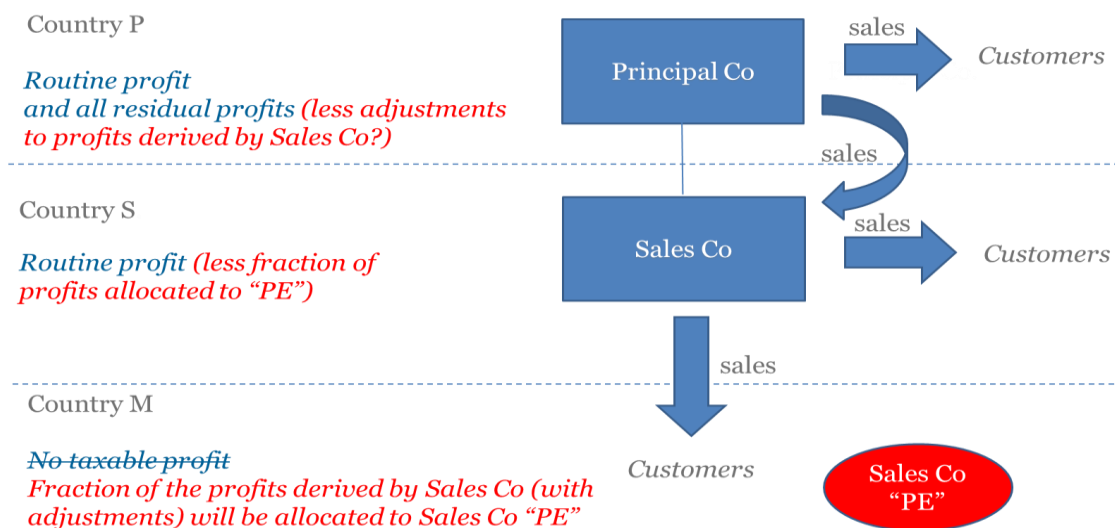 Country P
Principal Co
sales
Customers
Routine profit
and all residual profits (less adjustments
to profits derived by Sales Co?)
sales
Country S
Sales Co
sales
Customers
Routine profit (less fraction of
profits allocated to “PE”)
sales
Country M
No taxable profit
Fraction of the profits derived by Sales Co (with
adjustments) will be allocated to Sales Co “PE”
Customers
Sales Co
“PE”